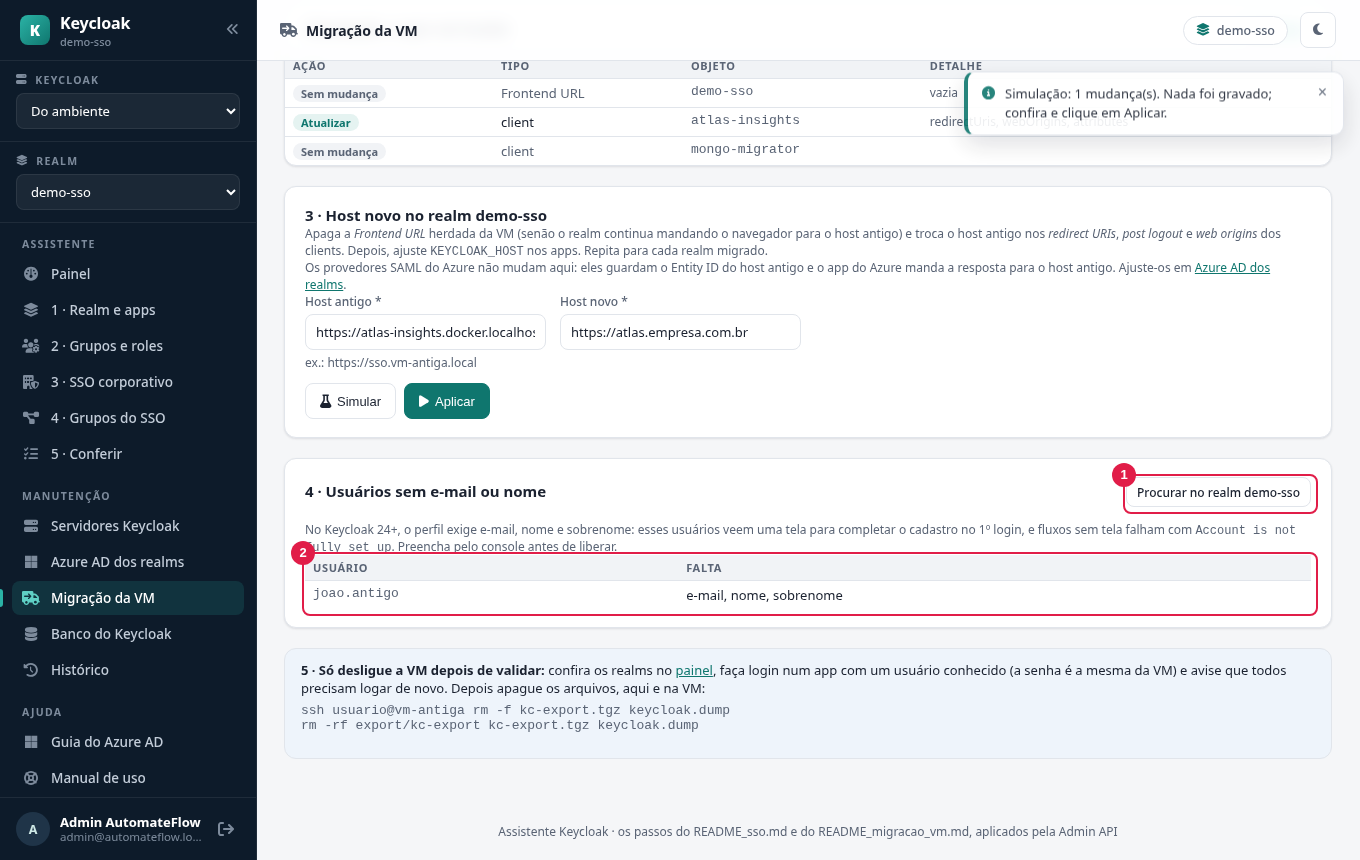 K
Keycloak
demo-sso
KEYCLOAK
Do ambiente
REALM
demo-sso
ASSISTENTE
Painel
1 · Realm e apps
2 · Grupos e roles
3 · SSO corporativo
4 · Grupos do SSO
5 · Conferir
MANUTENÇÃO
Servidores Keycloak
Azure AD dos realms
Migração da VM
Banco do Keycloak
Histórico
AJUDA
Guia do Azure AD
Manual de uso
A
Admin AutomateFlow
admin@automateflow.lo...
Migração da VM
demo-sso
AÇÃO TIPO OBJETO DETALHE
Sem mudança Frontend URL demo-sso vazia
Atualizar client atlas-insights redirectUris, webOrigins, attributes
Sem mudança client mongo-migrator
Simulação: 1 mudança(s). Nada foi gravado;
confira e clique em Aplicar.
×
3 · Host novo no realm demo-sso
Apaga a Frontend URL herdada da VM (senão o realm continua mandando o navegador para o host antigo) e troca o host antigo nos redirect URIs, post logout e web origins dos
clients. Depois, ajuste KEYCLOAK_HOST nos apps. Repita para cada realm migrado.
Os provedores SAML do Azure não mudam aqui: eles guardam o Entity ID do host antigo e o app do Azure manda a resposta para o host antigo. Ajuste-os em Azure AD dos
realms.
Host antigo * Host novo *
https://atlas-insights.docker.localhos https://atlas.empresa.com.br
ex.: https://sso.vm-antiga.local
Simular Aplicar
4 · Usuários sem e-mail ou nome
1
Procurar no realm demo-sso
No Keycloak 24+, o perfil exige e-mail, nome e sobrenome: esses usuários veem uma tela para completar o cadastro no 1º login, e fluxos sem tela falham com Account is not
fully set up. Preencha pelo console antes de liberar.
2
USUÁRIO FALTA
joao.antigo e-mail, nome, sobrenome
5 · Só desligue a VM depois de validar: confira os realms no painel, faça login num app com um usuário conhecido (a senha é a mesma da VM) e avise que todos
precisam logar de novo. Depois apague os arquivos, aqui e na VM:
ssh usuario@vm-antiga rm -f kc-export.tgz keycloak.dump
rm -rf export/kc-export kc-export.tgz keycloak.dump
Assistente Keycloak · os passos do README_sso.md e do README_migracao_vm.md, aplicados pela Admin API